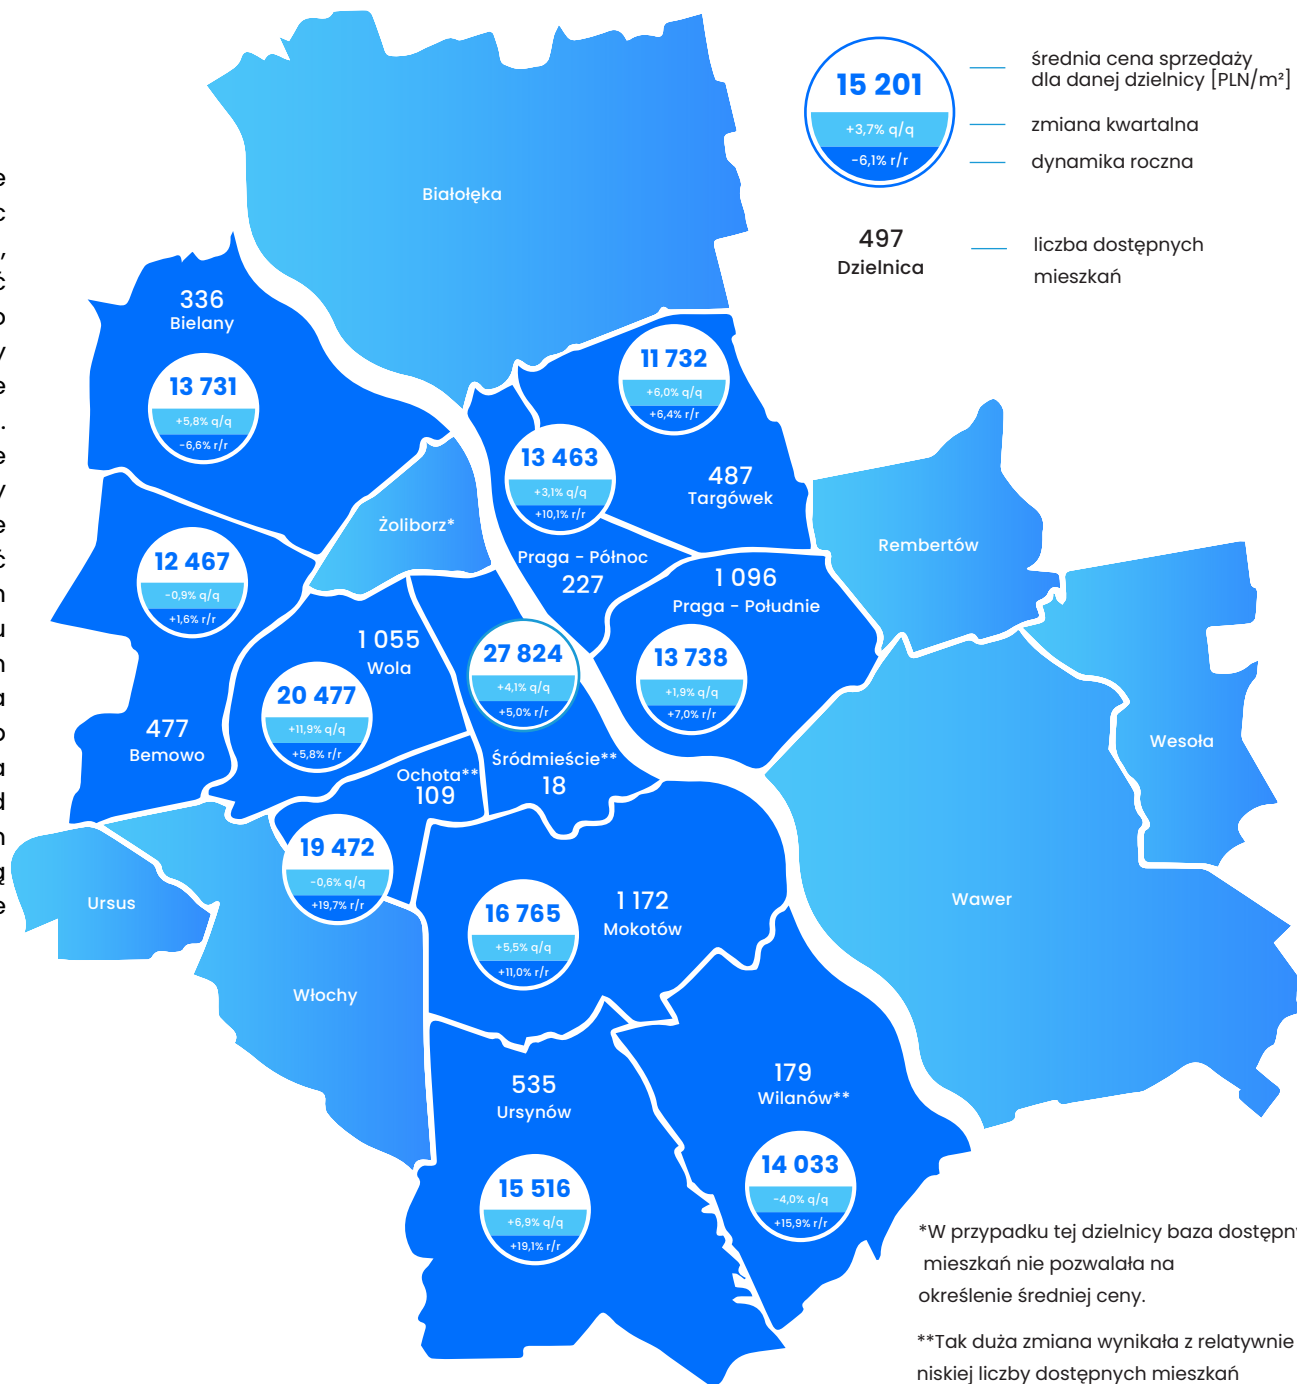 e
c
,
ć
o
y
e
.
e
y
e
ć
n
u
n
a
o
a
d
n
ą
e
15 201
+3,7% q/q
-6,1% r/r
średnia cena sprzedaży
dla danej dzielnicy [PLN/m²]
zmiana kwartalna
dynamika roczna
497
Dzielnica
liczba dostępnych
mieszkań
Białołęka
336
Bielany
13 731
+5,8% q/q
-6,6% r/r
11 732
+6,0% q/q
+6,4% r/r
487
Targówek
13 463
+3,1% q/q
+10,1% r/r
Praga - Północ
227
Żoliborz*
Rembertów
12 467
-0,9% q/q
+1,6% r/r
477
Bemowo
1 096
Praga - Południe
13 738
+1,9% q/q
+7,0% r/r
1 055
Wola
20 477
+11,9% q/q
+5,8% r/r
27 824
+4,1% q/q
+5,0% r/r
Śródmieście**
18
Wesoła
Ochota**
109
19 472
-0,6% q/q
+19,7% r/r
Ursus
Włochy
16 765
+5,5% q/q
+11,0% r/r
1 172
Mokotów
Wawer
535
Ursynów
15 516
+6,9% q/q
+19,1% r/r
179
Wilanów**
14 033
-4,0% q/q
+15,9% r/r
*W przypadku tej dzielnicy baza dostępny
mieszkań nie pozwalała na
określenie średniej ceny.
**Tak duża zmiana wynikała z relatywnie
niskiej liczby dostępnych mieszkań